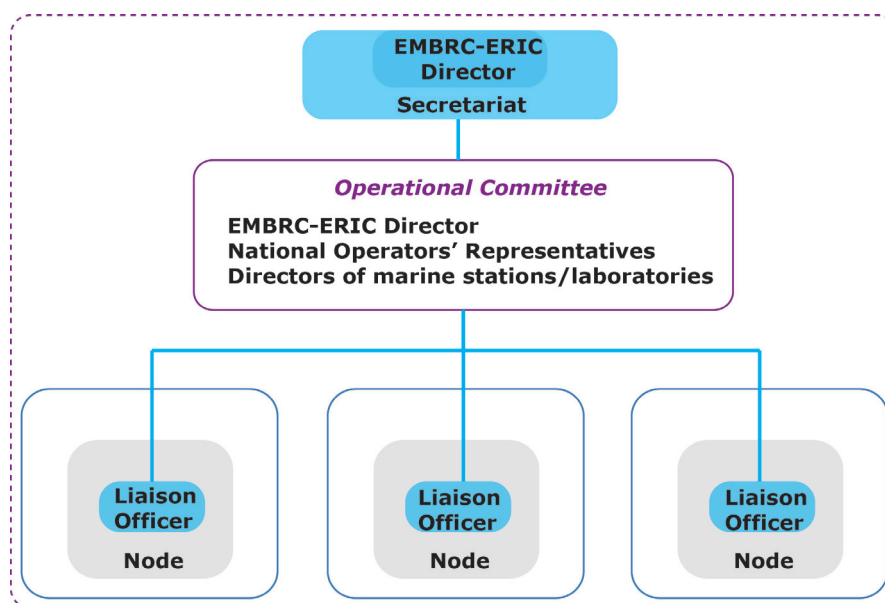 EMBRC-ERIC
Director
Secretariat
Operational Committee
EMBRC-ERIC Director
National Operators’ Representatives
Directors of marine stations/laboratories
Liaison
Officer
Node
Liaison
Officer
Node
Liaison
Officer
Node